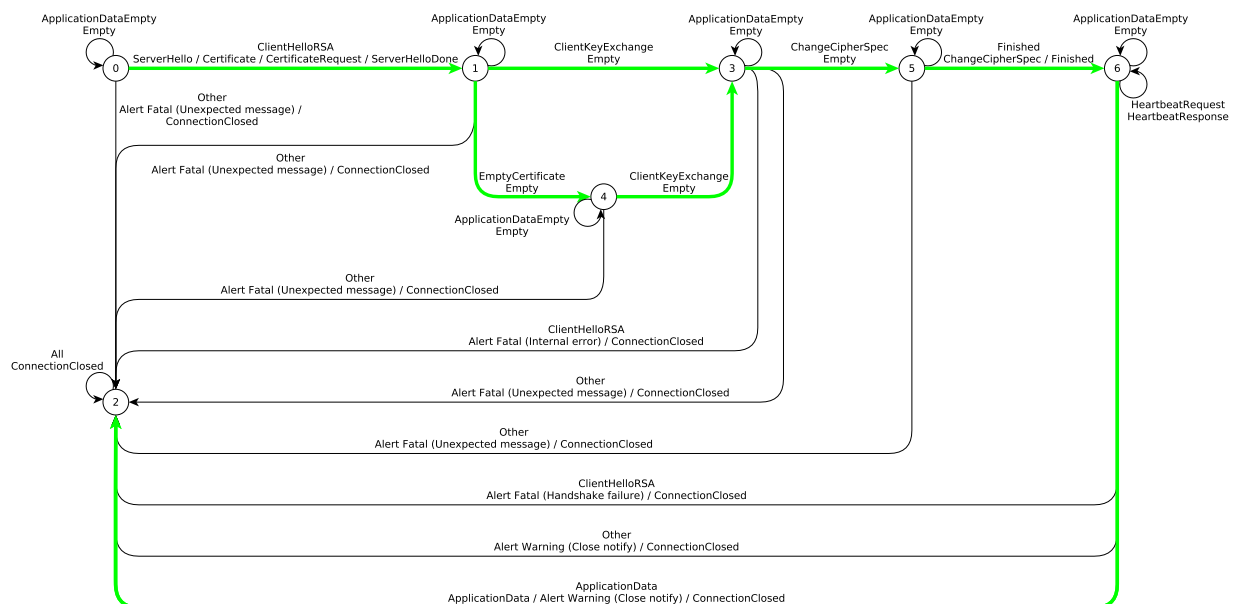 ApplicationDataEmpty
Empty
ApplicationDataEmpty
Empty
ApplicationDataEmpty
Empty
ApplicationDataEmpty
Empty
ApplicationDataEmpty
Empty
ClientHelloRSA
ServerHello / Certificate / CertificateRequest / ServerHelloDone
ClientKeyExchange
Empty
ChangeCipherSpec
Empty
Finished
ChangeCipherSpec / Finished
0
1
3
5
6
HeartbeatRequest
HeartbeatResponse
Other
Alert Fatal (Unexpected message) /
ConnectionClosed
Other
Alert Fatal (Unexpected message) / ConnectionClosed
EmptyCertificate
Empty
ClientKeyExchange
Empty
4
ApplicationDataEmpty
Empty
Other
Alert Fatal (Unexpected message) / ConnectionClosed
ClientHelloRSA
Alert Fatal (Internal error) / ConnectionClosed
All
ConnectionClosed
2
Other
Alert Fatal (Unexpected message) / ConnectionClosed
Other
Alert Fatal (Unexpected message) / ConnectionClosed
ClientHelloRSA
Alert Fatal (Handshake failure) / ConnectionClosed
Other
Alert Warning (Close notify) / ConnectionClosed
ApplicationData
ApplicationData / Alert Warning (Close notify) / ConnectionClosed